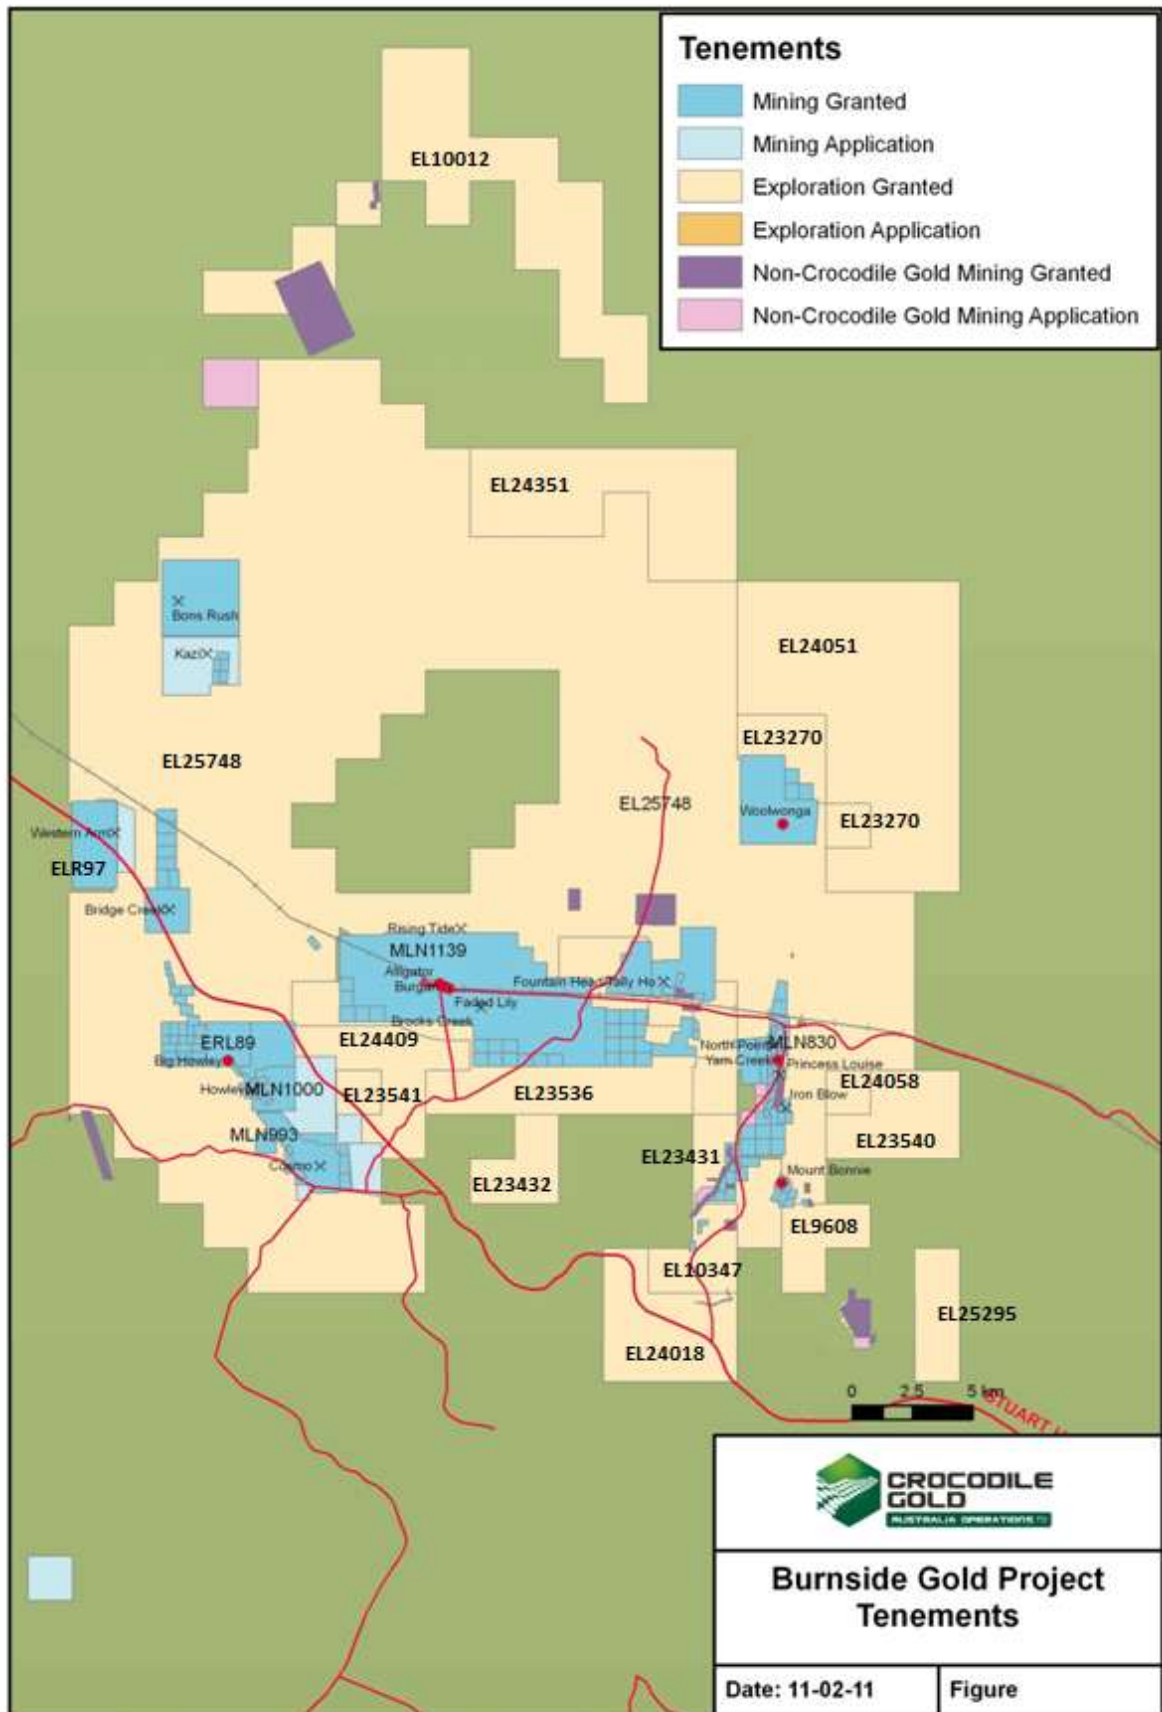 Tenements
Mining Granted
Mining Application
Exploration Granted
Exploration Application
Non-Crocodile Gold Mining Granted
Non-Crocodile Gold Mining Application
EL10012
EL24351
Bons Rush
Kazi
EL24051
EL25748
EL23270
EL25748
Woolwonga
EL23270
Western Arm
ELR97
Bridge Creek
Rising Tide
MLN1139
Alligator
Burgan
Fountain Head
Tally Ho
Faded Lily
Brooks Creek
ERL89
EL24409
North Point
MLN830
Big Howley
Yam Creek
Princess Louise
Howley
MLN1000
EL23541
EL23536
EL24058
Iron Blow
MLN993
EL23540
Cosmo
EL23431
Mount Bonnie
EL23432
EL9608
EL10347
EL25295
EL24018
0 2.5 5 km
STUART
CROCODILE
GOLD
AUSTRALIA OPERATIONS
Burnside Gold Project
Tenements
Date: 11-02-11
Figure